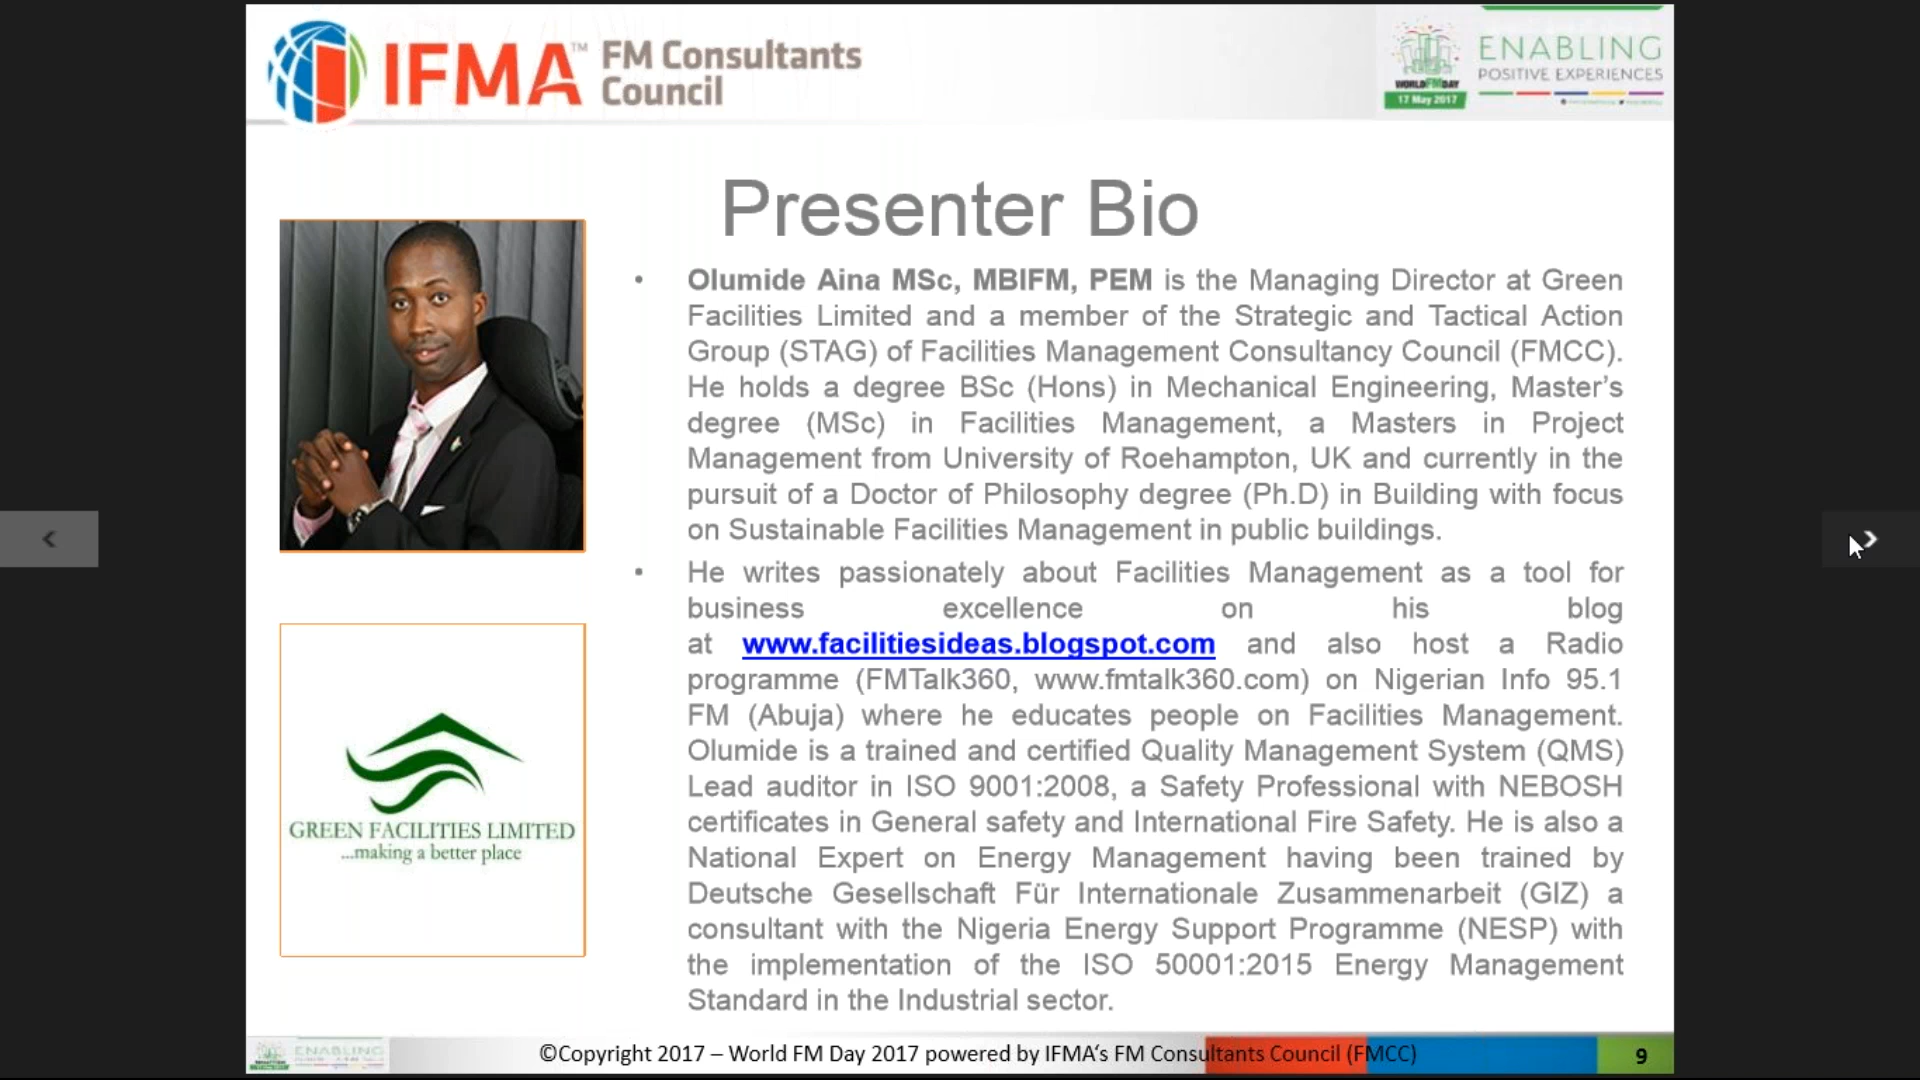 IFMA™ FM Consultants
Council
WORLD FM DAY
17 May 2017
ENABLING
POSITIVE EXPERIENCES
Presenter Bio
• Olumide Aina MSc, MBIFM, PEM is the Managing Director at Green
Facilities Limited and a member of the Strategic and Tactical Action
Group (STAG) of Facilities Management Consultancy Council (FMCC).
He holds a degree BSc (Hons) in Mechanical Engineering, Master’s
degree (MSc) in Facilities Management, a Masters in Project
Management from University of Roehampton, UK and currently in the
pursuit of a Doctor of Philosophy degree (Ph.D) in Building with focus
on Sustainable Facilities Management in public buildings.
• He writes passionately about Facilities Management as a tool for
business excellence on his blog
at www.facilitiesideas.blogspot.com and also host a Radio
programme (FMTalk360, www.fmtalk360.com) on Nigerian Info 95.1
FM (Abuja) where he educates people on Facilities Management.
Olumide is a trained and certified Quality Management System (QMS)
Lead auditor in ISO 9001:2008, a Safety Professional with NEBOSH
certificates in General safety and International Fire Safety. He is also a
National Expert on Energy Management having been trained by
Deutsche Gesellschaft Für Internationale Zusammenarbeit (GIZ) a
consultant with the Nigeria Energy Support Programme (NESP) with
the implementation of the ISO 50001:2015 Energy Management
Standard in the Industrial sector.
GREEN FACILITIES LIMITED
...making a better place
ENABLING
©Copyright 2017 – World FM Day 2017 powered by IFMA‘s FM Consultants Council (FMCC)
9